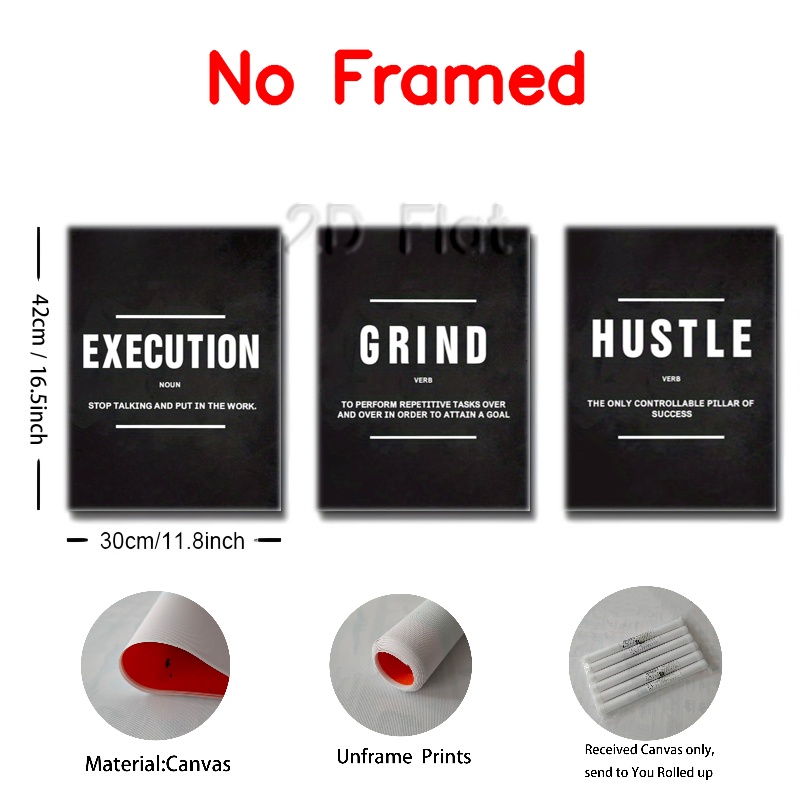 No Framed
2D Flat
42cm / 16.5inch
EXECUTION
NOUN
STOP TALKING AND PUT IN THE WORK.
GRIND
VERB
TO PERFORM REPETITIVE TASKS OVER
AND OVER IN ORDER TO ATTAIN A GOAL
HUSTLE
VERB
THE ONLY CONTROLLABLE PILLAR OF
SUCCESS
30cm/11.8inch
Material:Canvas
Unframe Prints
Received Canvas only,
send to You Rolled up